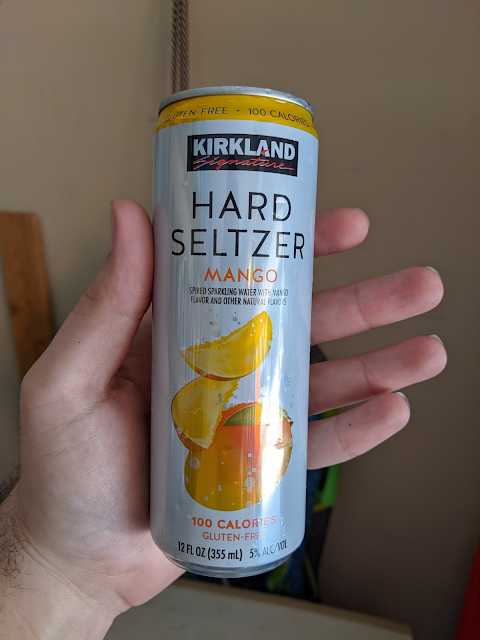 GLUTEN-FREE • 100 CALORIES
KIRKLAND
Signature
HARD
SELTZER
MANGO
SPIKED SPARKLING WATER WITH MANGO
FLAVOR AND OTHER NATURAL FLAVORS
100 CALORIES
GLUTEN-FREE
12 FL OZ (355 mL) 5% ALC/VOL